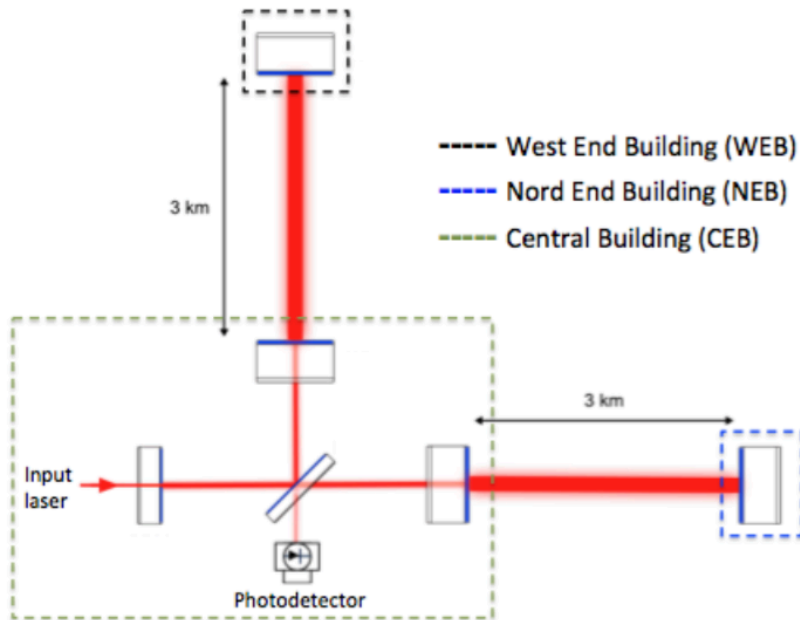 West End Building (WEB)
Nord End Building (NEB)
Central Building (CEB)
3 km
3 km
Input
laser
Photodetector